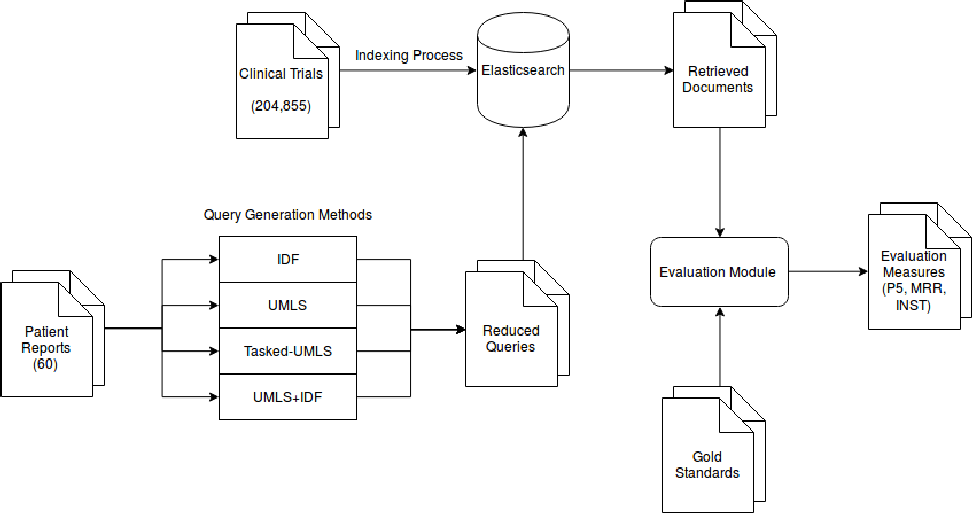 Indexing Process
Clinical Trials
(204,855)
Elasticsearch
Retrieved
Documents
Query Generation Methods
IDF
UMLS
Tasked-UMLS
UMLS+IDF
Patient
Reports
(60)
Reduced
Queries
Evaluation Module
Evaluation
Measures
(P5, MRR,
INST)
Gold
Standards